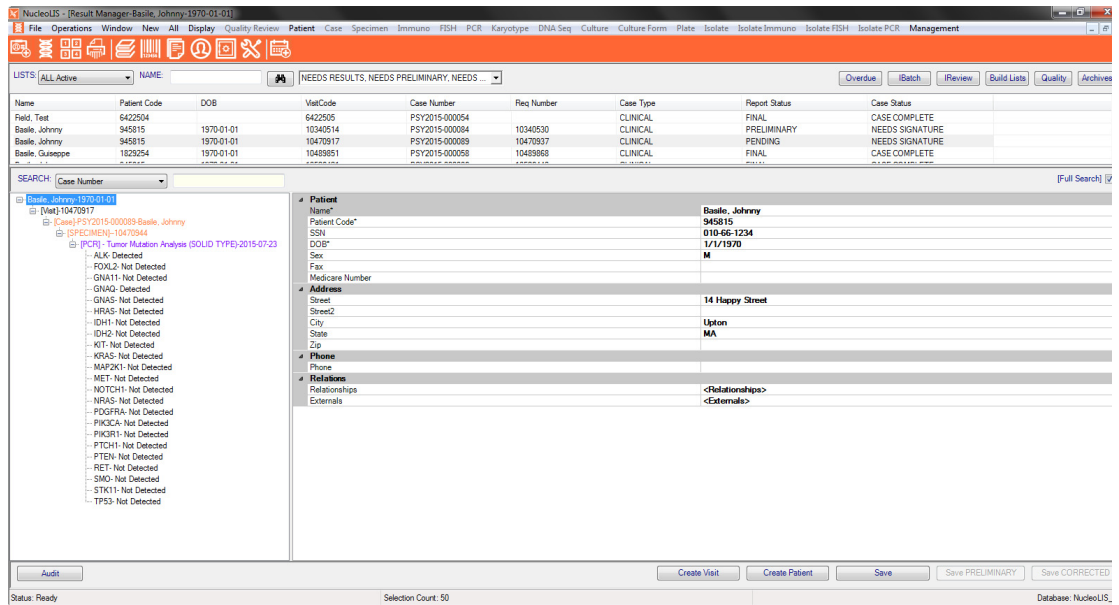 NucleoLIS - [Result Manager-Basile, Johnny-1970-01-01]
File Operations Window New All Display Quality Review Patient Case Specimen Immuno FISH PCR Karyotype DNA Seq Culture Culture Form Plate Isolate Isolate Immuno Isolate FISH Isolate PCR Management
LISTS: ALL Active NAME: NEEDS RESULTS, NEEDS PRELIMINARY, NEEDS ... Overdue IBatch IReview Build Lists Quality Archives
Name Patient Code DOB VisitCode Case Number Req Number Case Type Report Status Case Status
Field, Test 6422504 6422505 PSY2015-000054 CLINICAL FINAL CASE COMPLETE
Basile, Johnny 945815 1970-01-01 10340514 PSY2015-000084 10340530 CLINICAL PRELIMINARY NEEDS SIGNATURE
Basile, Johnny 945815 1970-01-01 10470917 PSY2015-000089 10470937 CLINICAL PENDING NEEDS SIGNATURE
Basile, Guiseppe 1829254 1970-01-01 10489851 PSY2015-000058 10489868 CLINICAL FINAL CASE COMPLETE
SEARCH: Case Number [Full Search]
Basile, Johnny-1970-01-01
[Visit]-10470917
[Case]-PSY2015-000089-Basile, Johnny
[SPECIMEN]--10470944
[PCR] - Tumor Mutation Analysis (SOLID TYPE)-2015-07-23
ALK- Detected
FOXL2- Not Detected
GNA11- Not Detected
GNAQ- Detected
GNAS- Not Detected
HRAS- Not Detected
IDH1- Not Detected
IDH2- Not Detected
KIT- Not Detected
KRAS- Not Detected
MAP2K1- Not Detected
MET- Not Detected
NOTCH1- Not Detected
NRAS- Not Detected
PDGFRA- Not Detected
PIK3CA- Not Detected
PIK3R1- Not Detected
PTCH1- Not Detected
PTEN- Not Detected
RET- Not Detected
SMO- Not Detected
STK11- Not Detected
TP53- Not Detected
Patient
Name* Basile, Johnny
Patient Code* 945815
SSN 010-66-1234
DOB* 1/1/1970
Sex M
Fax
Medicare Number
Address
Street 14 Happy Street
Street2
City Upton
State MA
Zip
Phone
Phone
Relations
Relationships <Relationships>
Externals <Externals>
Audit Create Visit Create Patient Save Save PRELIMINARY Save CORRECTED
Status: Ready Selection Count: 50 Database: NucleoLIS_